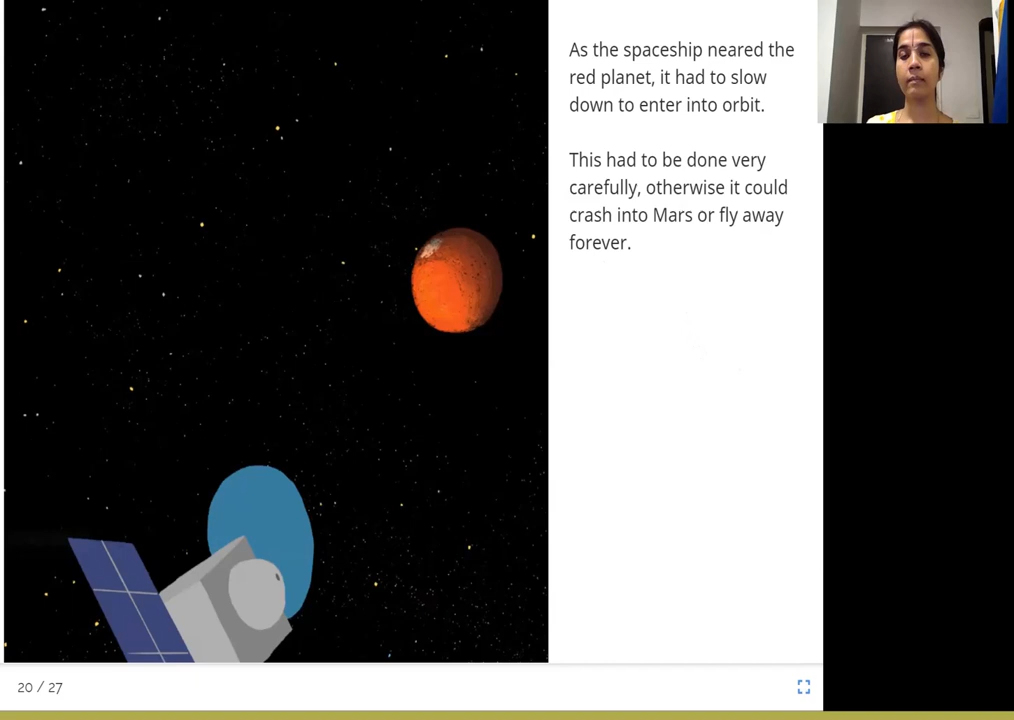 As the spaceship neared the
red planet, it had to slow
down to enter into orbit.
This had to be done very
carefully, otherwise it could
crash into Mars or fly away
forever.
20 / 27